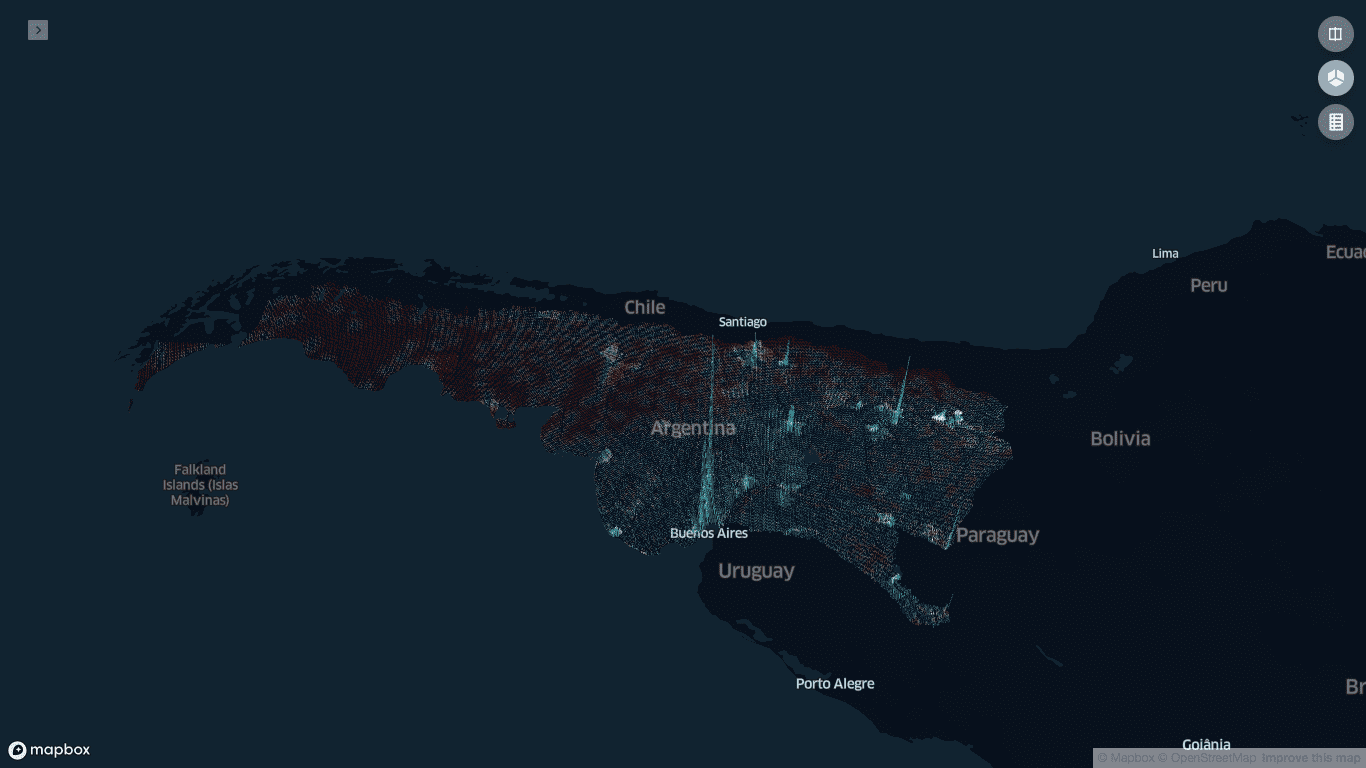 Lima
Ecuac
Peru
Chile
Santiago
Argentina
Bolivia
Falkland
Islands (Islas
Malvinas)
Buenos Aires
Paraguay
Uruguay
Porto Alegre
Br
Goiânia
mapbox
© Mapbox © OpenStreetMap Improve this map